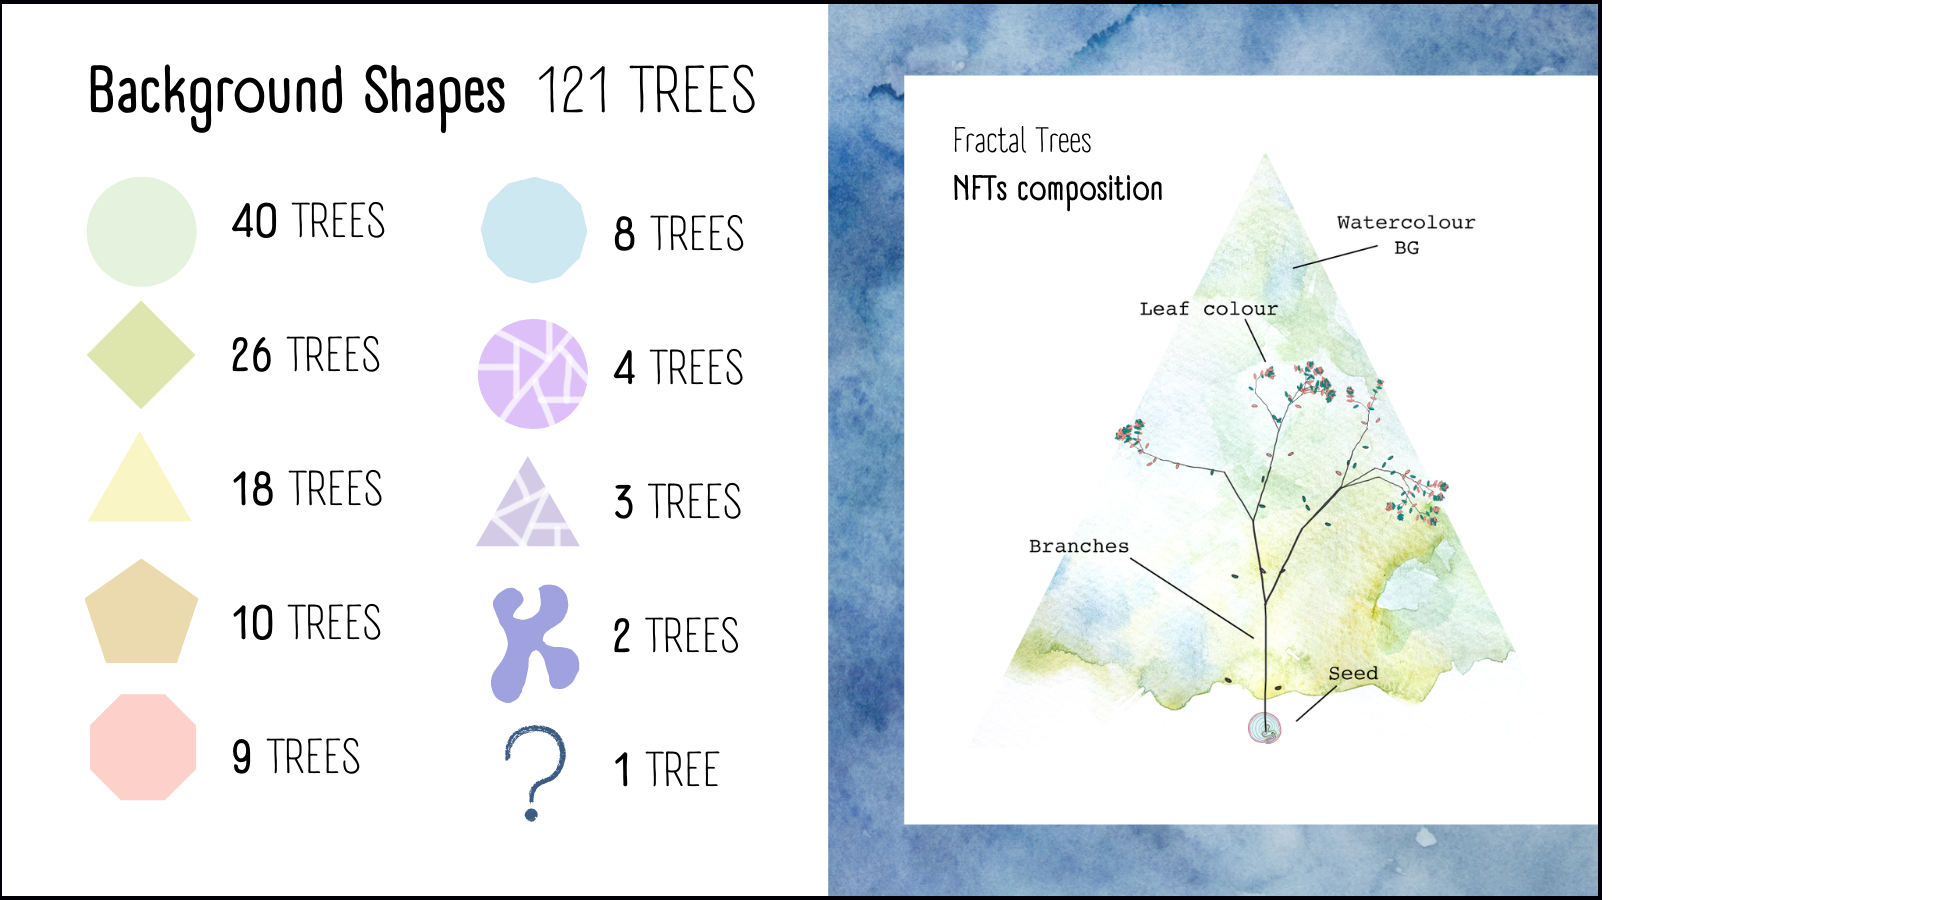 Background Shapes 121 TREES
40 TREES
26 TREES
18 TREES
10 TREES
9 TREES
8 TREES
4 TREES
3 TREES
2 TREES
?
1 TREE
Fractal Trees
NFTs composition
Watercolour
BG
Leaf colour
Branches
Seed